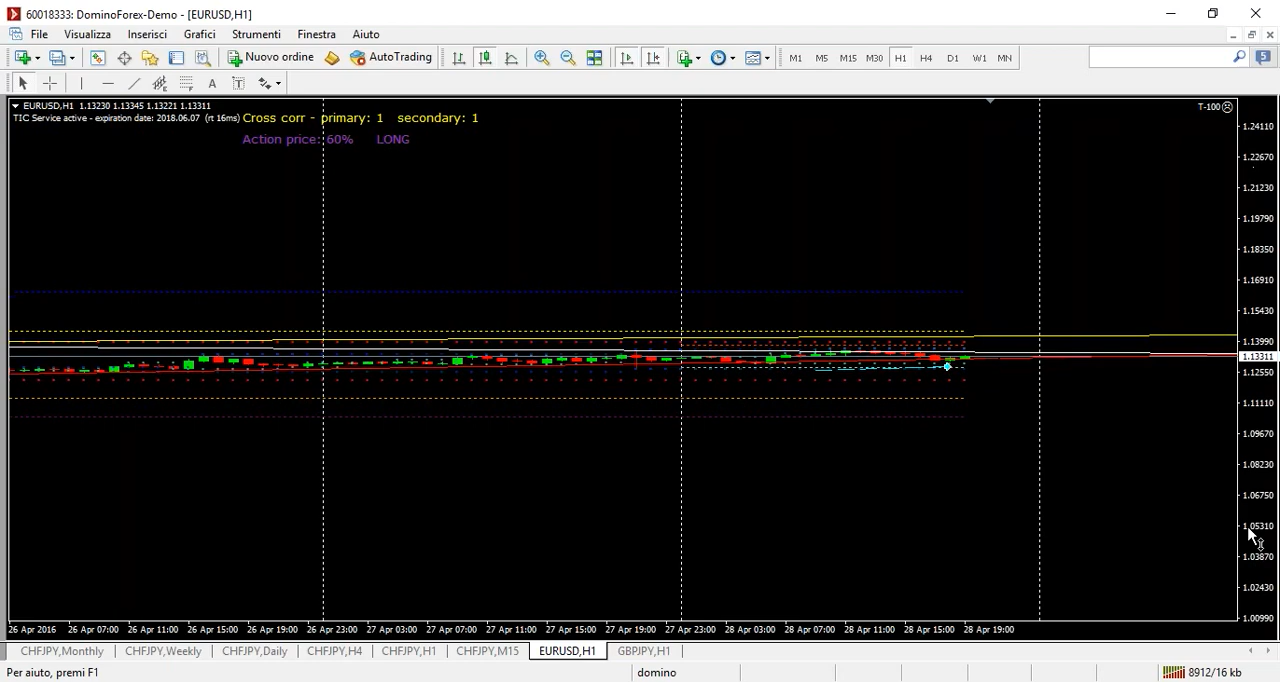 60018333: DominoForex-Demo - [EURUSD,H1]
File Visualizza Inserisci Grafici Strumenti Finestra Aiuto
Nuovo ordine AutoTrading M1 M5 M15 M30 H1 H4 D1 W1 MN 5
A T
EURUSD,H1 1.13230 1.13345 1.13221 1.13311
T-100
TIC Service active - expiration date: 2018.06.07 (rt 16ms)
Cross corr - primary: 1 secondary: 1
Action price: 60% LONG
1.24110
1.22670
1.21230
1.19790
1.18350
1.16910
1.15430
1.13990
1.13311
1.12550
1.11110
1.09670
1.08230
1.06750
1.05310
1.03870
1.02430
1.00990
26 Apr 2016 26 Apr 07:00 26 Apr 11:00 26 Apr 15:00 26 Apr 19:00 26 Apr 23:00 27 Apr 03:00 27 Apr 07:00 27 Apr 11:00 27 Apr 15:00 27 Apr 19:00 27 Apr 23:00 28 Apr 03:00 28 Apr 07:00 28 Apr 11:00 28 Apr 15:00 28 Apr 19:00
CHFJPY,Monthly CHFJPY,Weekly CHFJPY,Daily CHFJPY,H4 CHFJPY,H1 CHFJPY,M15 EURUSD,H1 GBPJPY,H1
Per aiuto, premi F1 domino 8912/16 kb